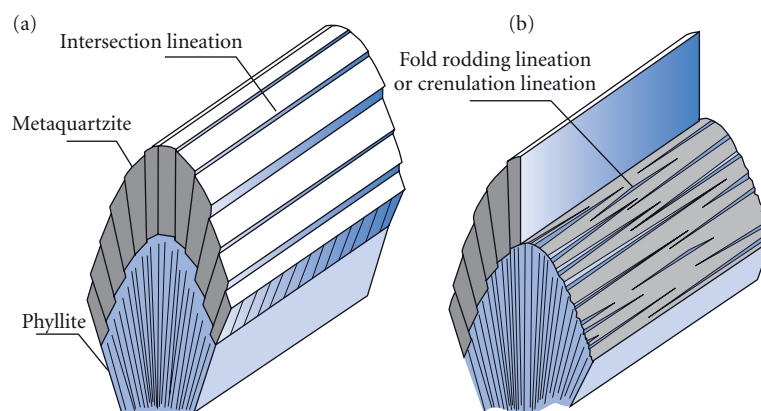 (a)
Intersection lineation
Metaquartzite
Phyllite
(b)
Fold rodding lineation
or crenulation lineation